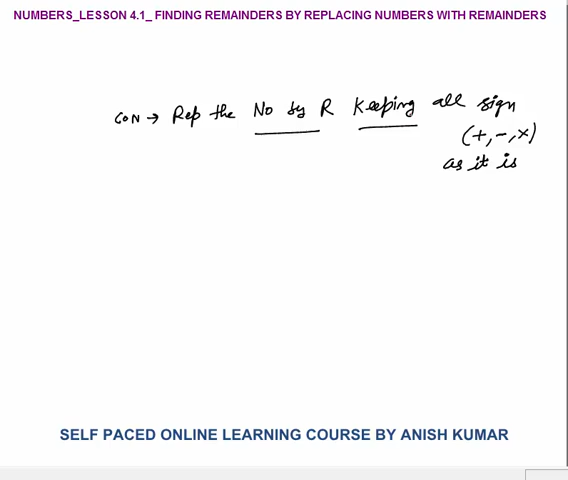 NUMBERS_LESSON 4.1_ FINDING REMAINDERS BY REPLACING NUMBERS WITH REMAINDERS
CON → Rep the No by R Keeping all sign
(+, -, x)
as it is
SELF PACED ONLINE LEARNING COURSE BY ANISH KUMAR